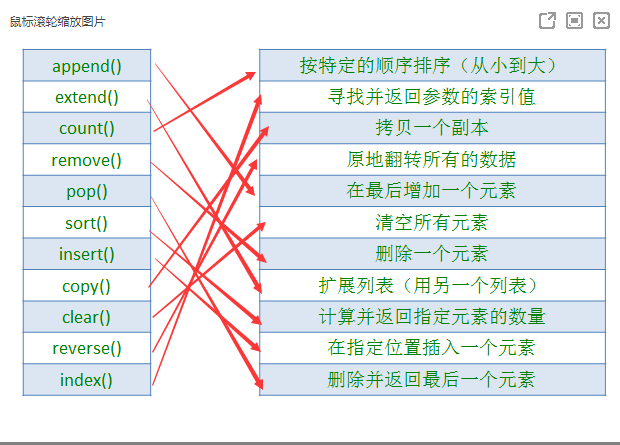 鼠标滚轮缩放图片
append() 按特定的顺序排序（从小到大）
extend() 寻找并返回参数的索引值
count() 拷贝一个副本
remove() 原地翻转所有的数据
pop() 在最后增加一个元素
sort() 清空所有元素
insert() 删除一个元素
copy() 扩展列表（用另一个列表）
clear() 计算并返回指定元素的数量
reverse() 在指定位置插入一个元素
index() 删除并返回最后一个元素